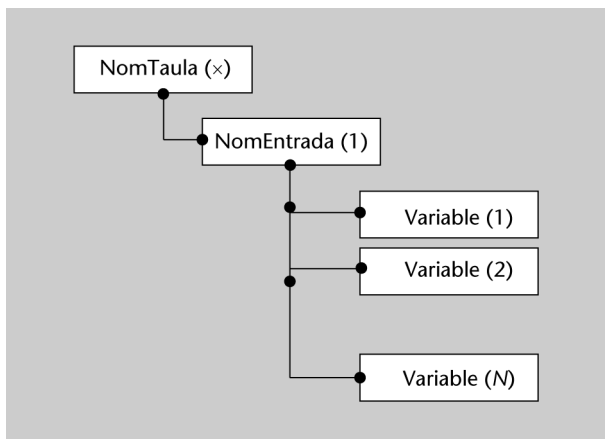 NomTaula (×)
NomEntrada (1)
Variable (1)
Variable (2)
Variable (N)